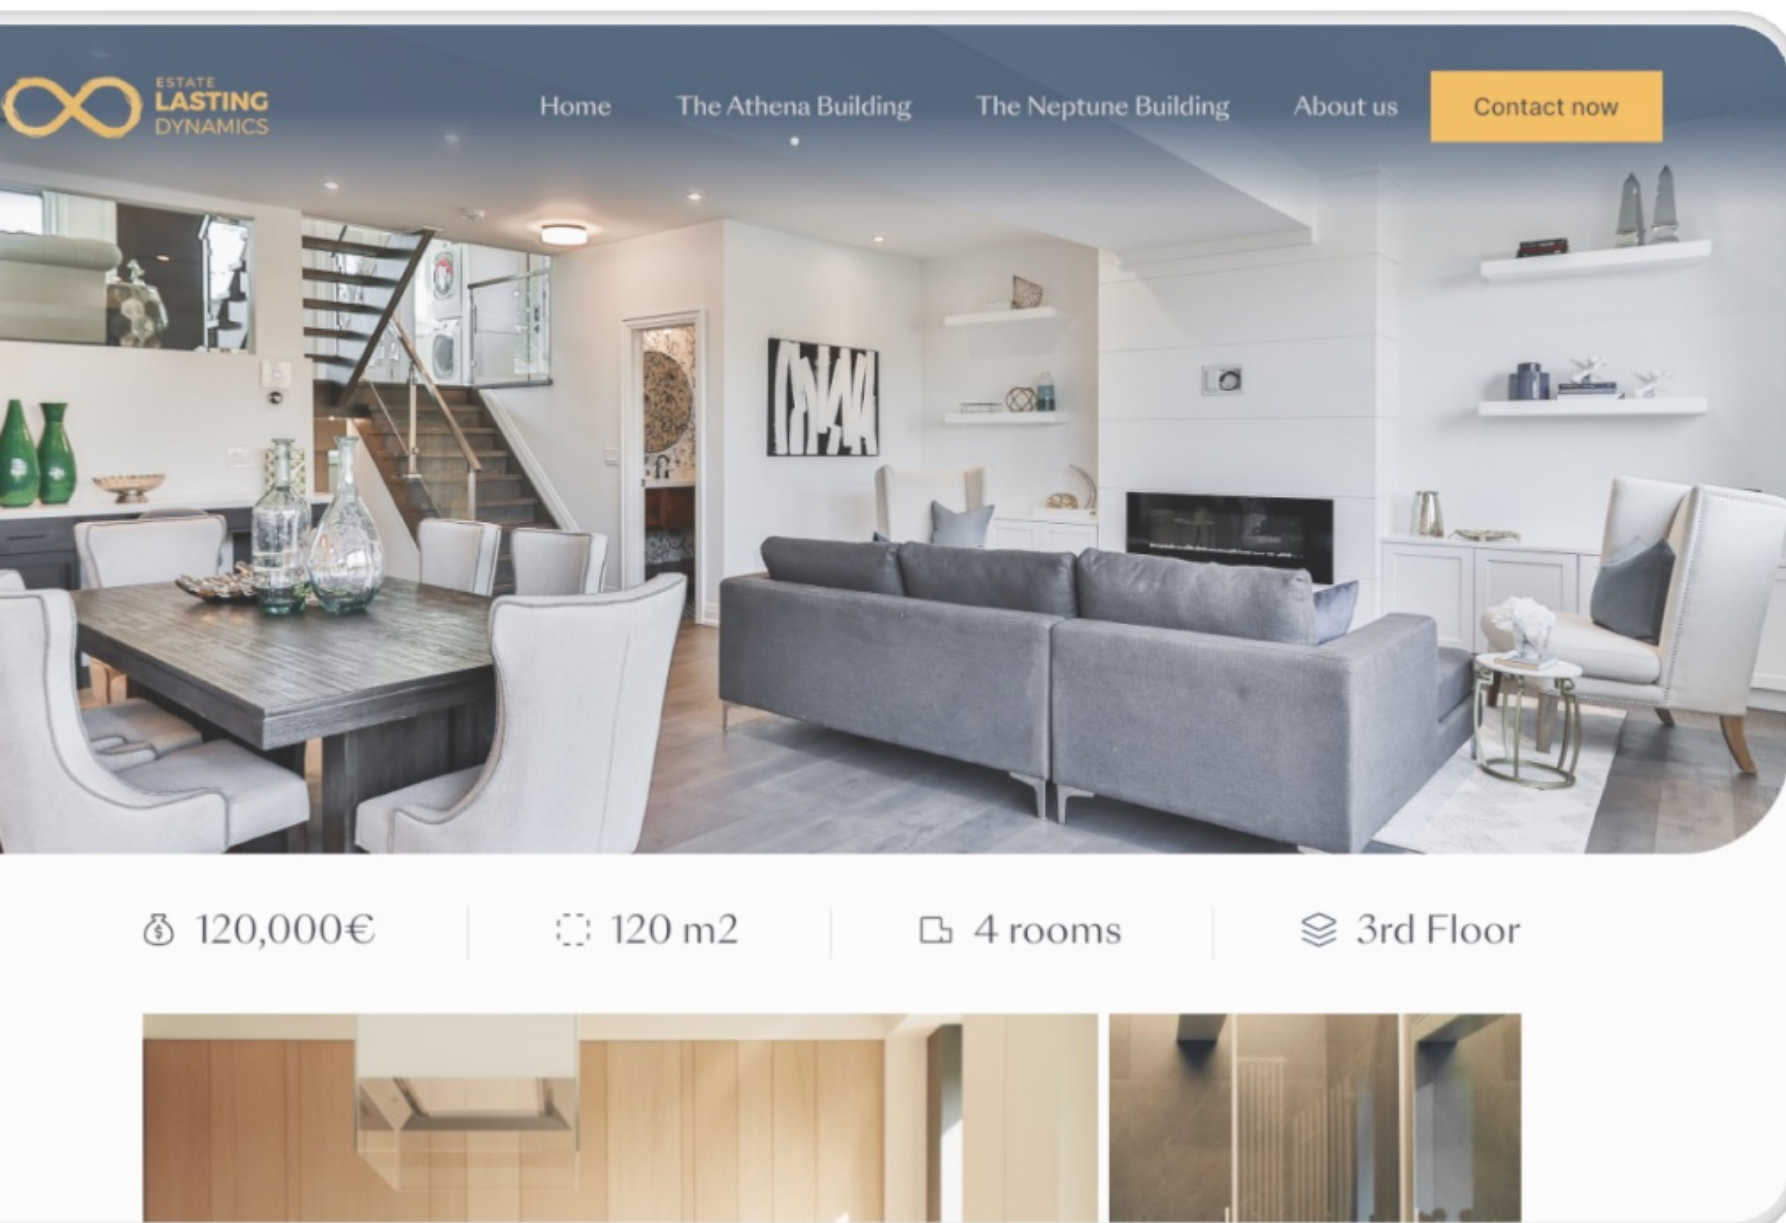 ESTATE
LASTING
DYNAMICS
Home
The Athena Building
The Neptune Building
About us
Contact now
120,000€
120 m2
4 rooms
3rd Floor